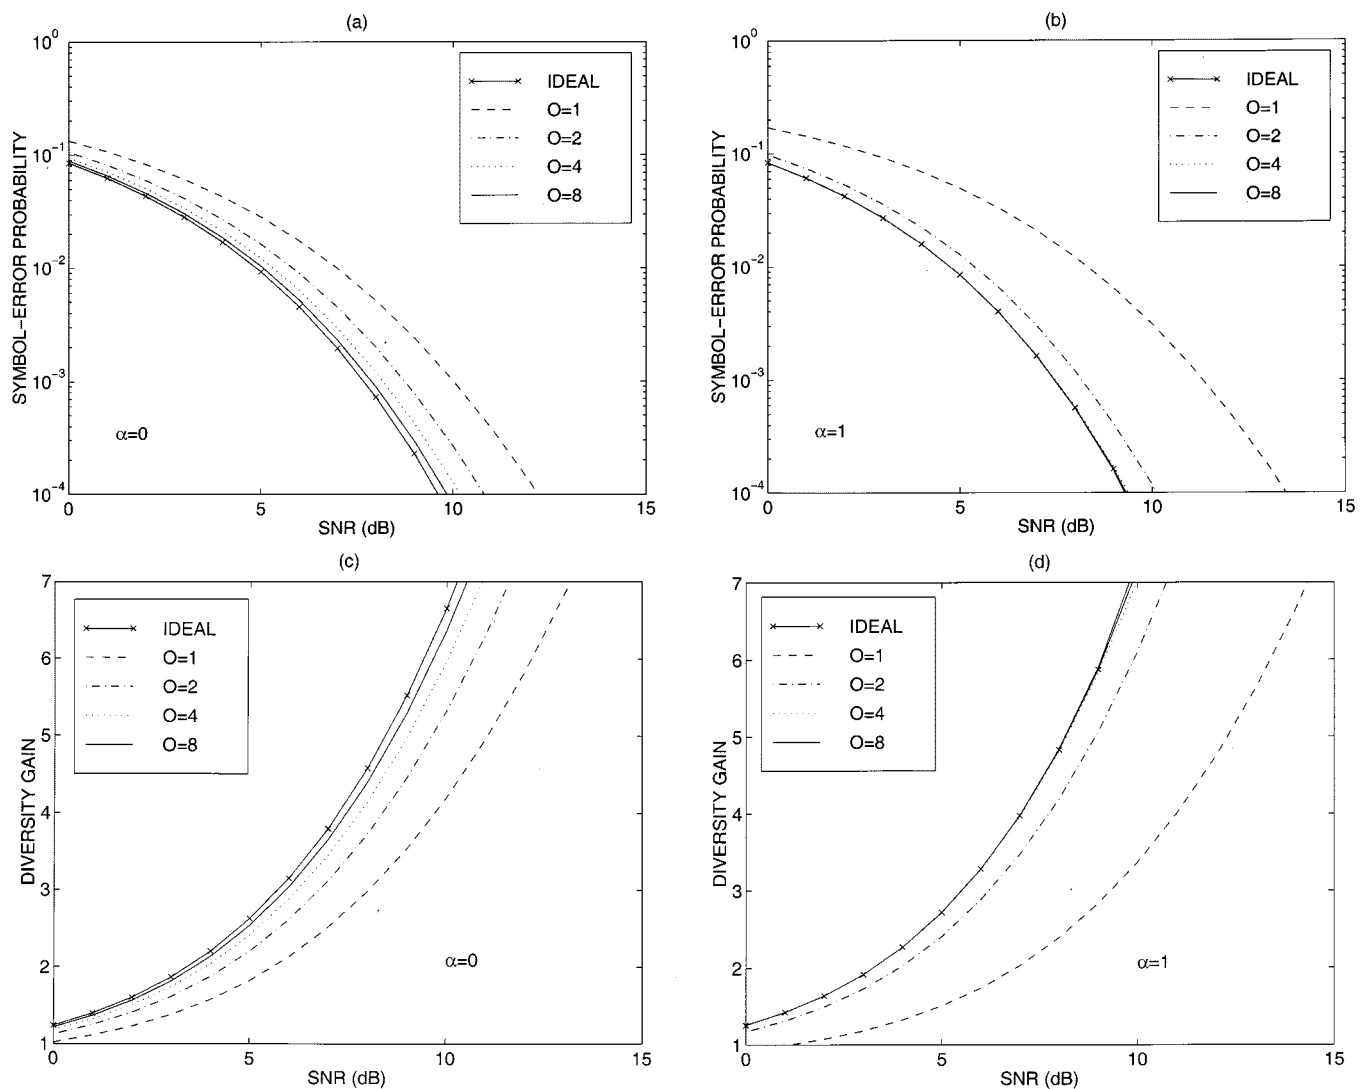 (a)
10^0
10^-1
10^-2
10^-3
10^-4
SYMBOL-ERROR PROBABILITY
IDEAL
O=1
O=2
O=4
O=8
α=0
0 5 10 15
SNR (dB)
(b)
10^0
10^-1
10^-2
10^-3
10^-4
SYMBOL-ERROR PROBABILITY
IDEAL
O=1
O=2
O=4
O=8
α=1
0 5 10 15
SNR (dB)
(c)
7
6
5
4
3
2
1
DIVERSITY GAIN
IDEAL
O=1
O=2
O=4
O=8
α=0
0 5 10 15
SNR (dB)
(d)
7
6
5
4
3
2
1
DIVERSITY GAIN
IDEAL
O=1
O=2
O=4
O=8
α=1
0 5 10 15
SNR (dB)